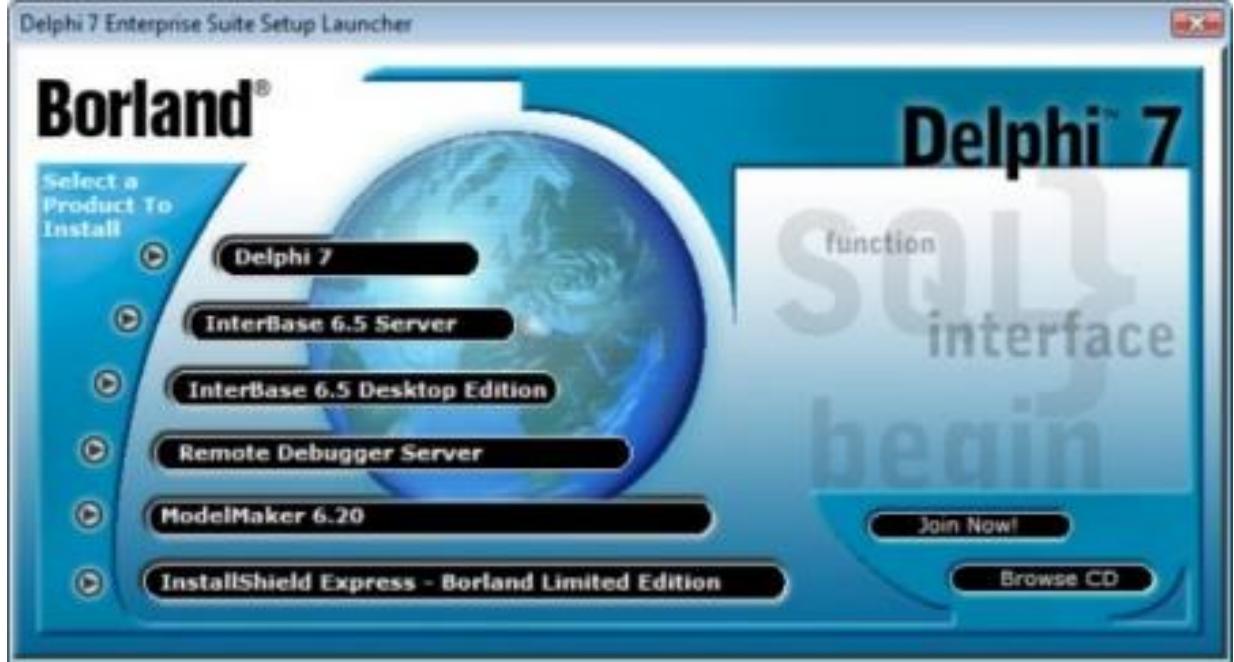 Delphi 7 Enterprise Suite Setup Launcher
Borland®
Delphi™ 7
Select a
Product To
Install
Delphi 7
InterBase 6.5 Server
InterBase 6.5 Desktop Edition
Remote Debugger Server
ModelMaker 6.20
InstallShield Express - Borland Limited Edition
SQL}
function
interface
begin
Join Now!
Browse CD